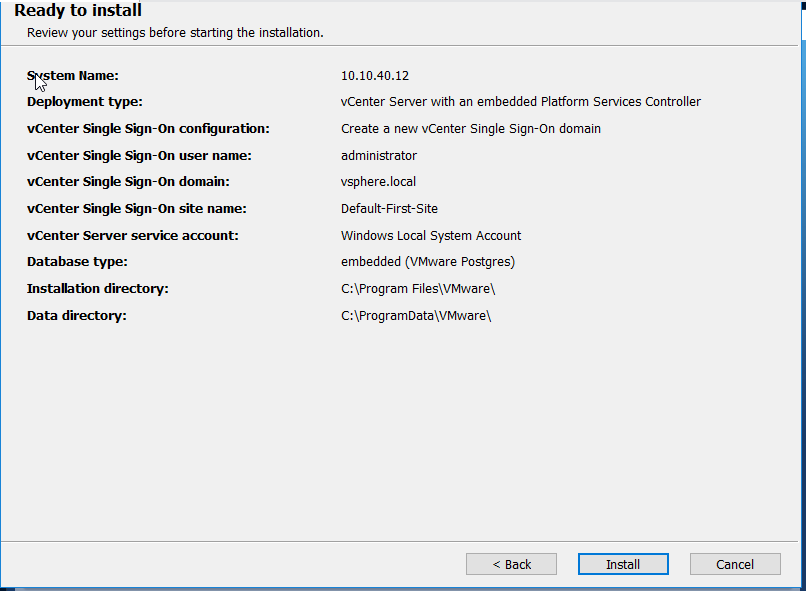 Ready to install
Review your settings before starting the installation.
System Name: 10.10.40.12
Deployment type: vCenter Server with an embedded Platform Services Controller
vCenter Single Sign-On configuration: Create a new vCenter Single Sign-On domain
vCenter Single Sign-On user name: administrator
vCenter Single Sign-On domain: vsphere.local
vCenter Single Sign-On site name: Default-First-Site
vCenter Server service account: Windows Local System Account
Database type: embedded (VMware Postgres)
Installation directory: C:\Program Files\VMware\
Data directory: C:\ProgramData\VMware\
< Back Install Cancel